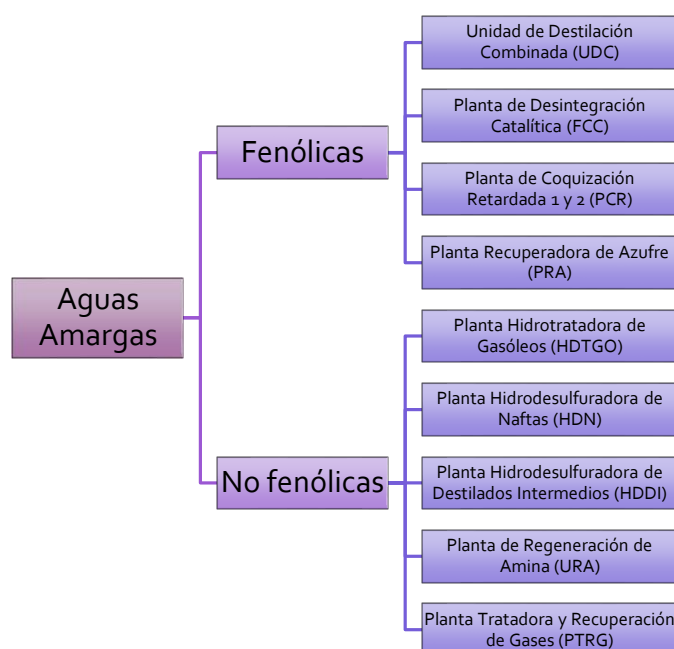 Aguas
Amargas
Fenólicas
Unidad de Destilación
Combinada (UDC)
Planta de Desintegración
Catalítica (FCC)
Planta de Coquización
Retardada 1 y 2 (PCR)
Planta Recuperadora de Azufre
(PRA)
No fenólicas
Planta Hidrotratadora de
Gasóleos (HDTGO)
Planta Hidrodesulfuradora de
Naftas (HDN)
Planta Hidrodesulfuradora de
Destilados Intermedios (HDDI)
Planta de Regeneración de
Amina (URA)
Planta Tratadora y Recuperación
de Gases (PTRG)